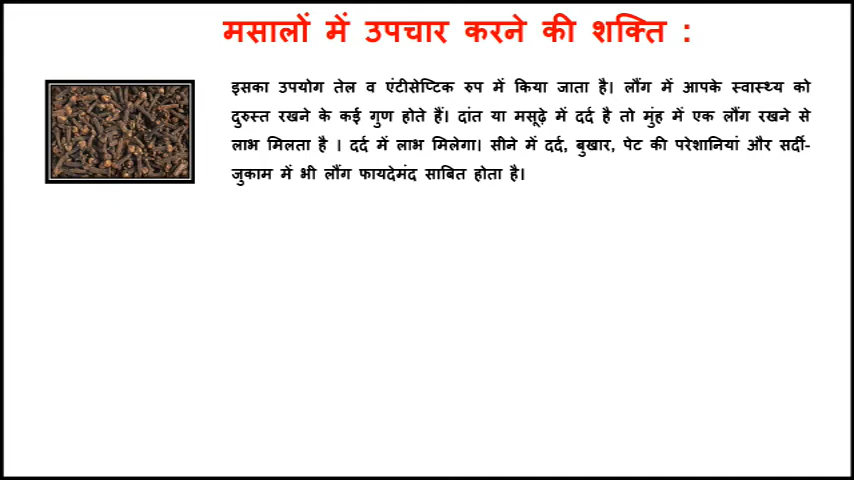 मसालों में उपचार करने की शक्ति :
इसका उपयोग तेल व एंटीसेप्टिक रुप में किया जाता है। लौंग में आपके स्वास्थ्य को
दुरुस्त रखने के कई गुण होते हैं। दांत या मसूढ़े में दर्द है तो मुंह में एक लौंग रखने से
लाभ मिलता है । दर्द में लाभ मिलेगा। सीने में दर्द, बुखार, पेट की परेशानियां और सर्दी-
जुकाम में भी लौंग फायदेमंद साबित होता है।